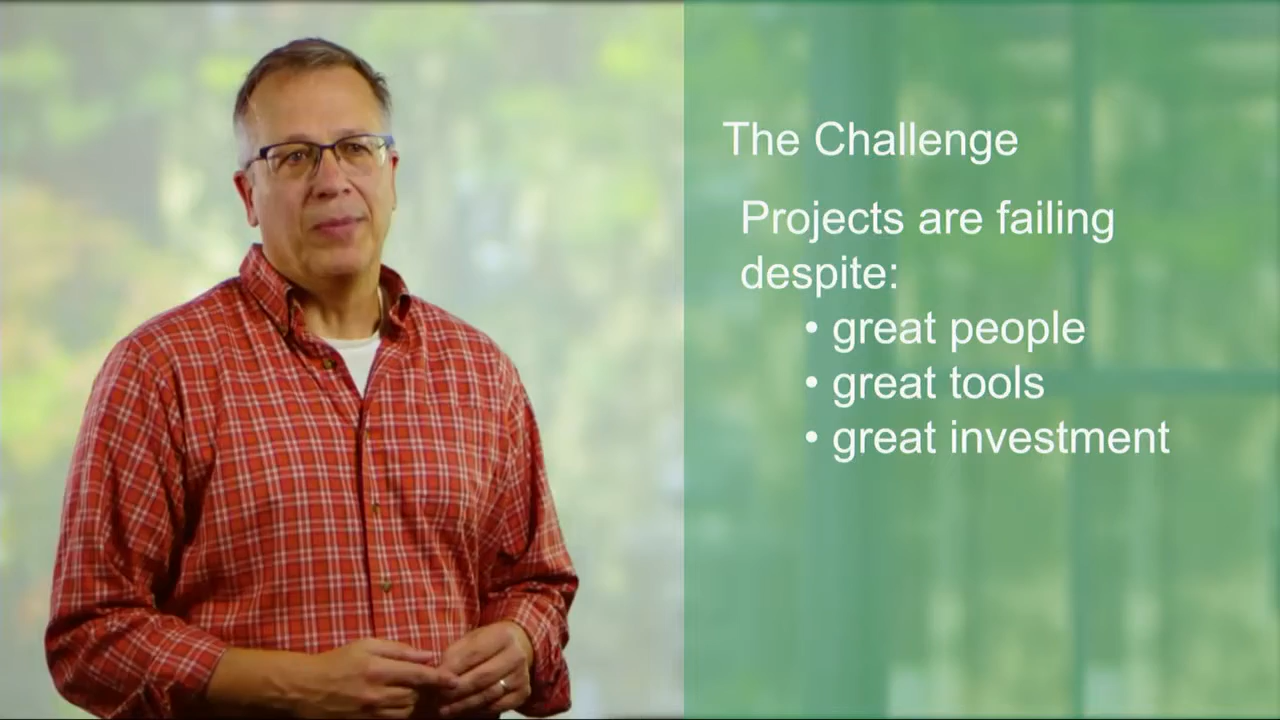 The Challenge
Projects are failing
despite:
• great people
• great tools
• great investment